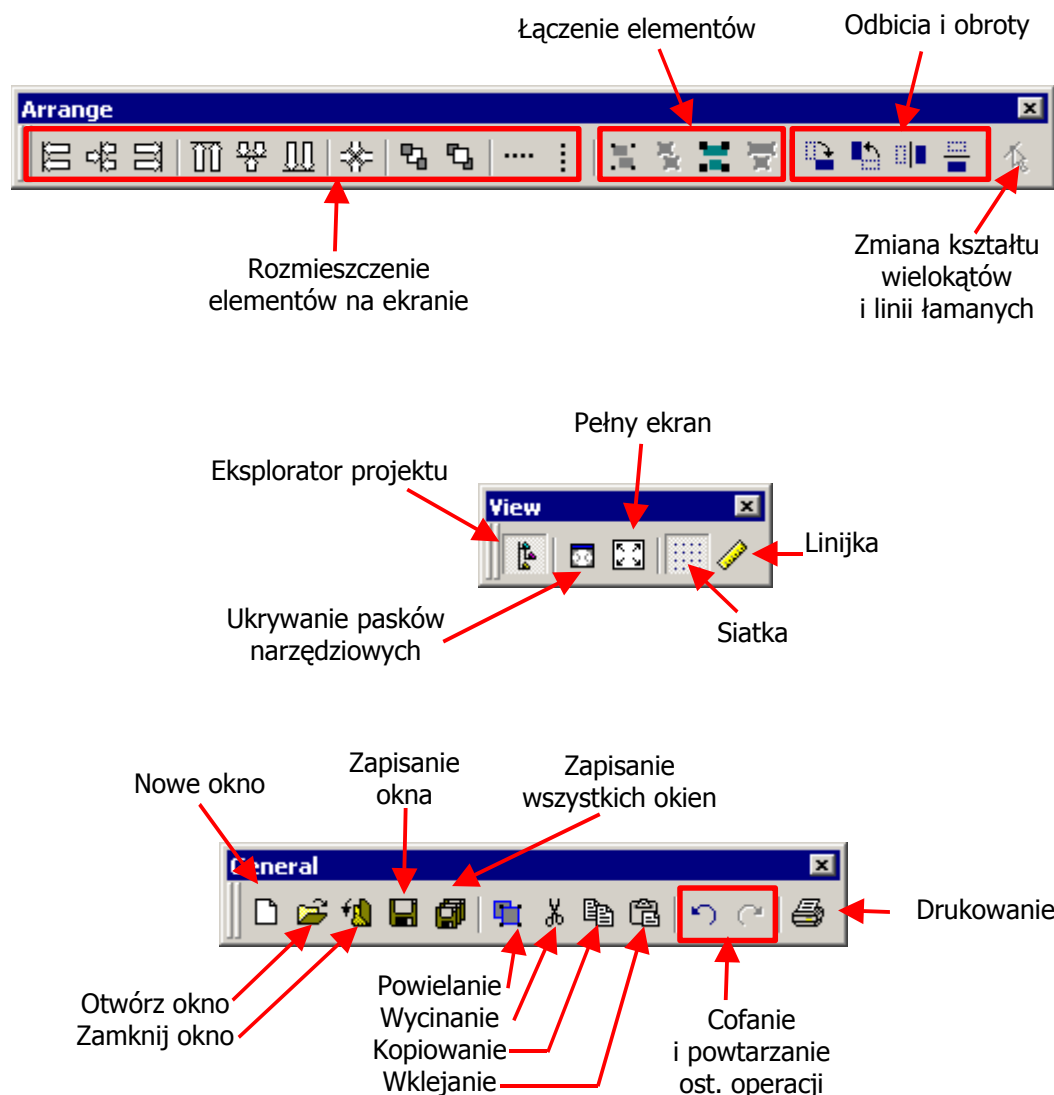 Łączenie elementów
Odbicia i obroty
Arrange
Rozmieszczenie
elementów na ekranie
Zmiana kształtu
wielokątów
i linii łamanych
Pełny ekran
Eksplorator projektu
View
Linijka
Ukrywanie pasków
narzędziowych
Siatka
Nowe okno
Zapisanie
okna
Zapisanie
wszystkich okien
General
Drukowanie
Otwórz okno
Zamknij okno
Powielanie
Wycinanie
Kopiowanie
Wklejanie
Cofanie
i powtarzanie
ost. operacji